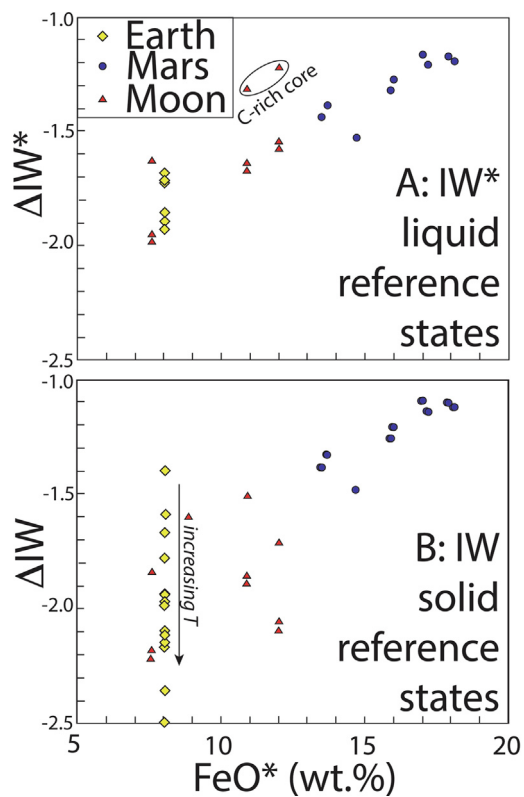 -1.0
Earth
Mars
Moon
C-rich core
-1.5
ΔIW*
A: IW*
liquid
reference
states
-2.0
-2.5
-1.0
-1.5
increasing T
ΔIW
B: IW
solid
reference
states
-2.0
-2.5
5 10 15 20
FeO* (wt.%)